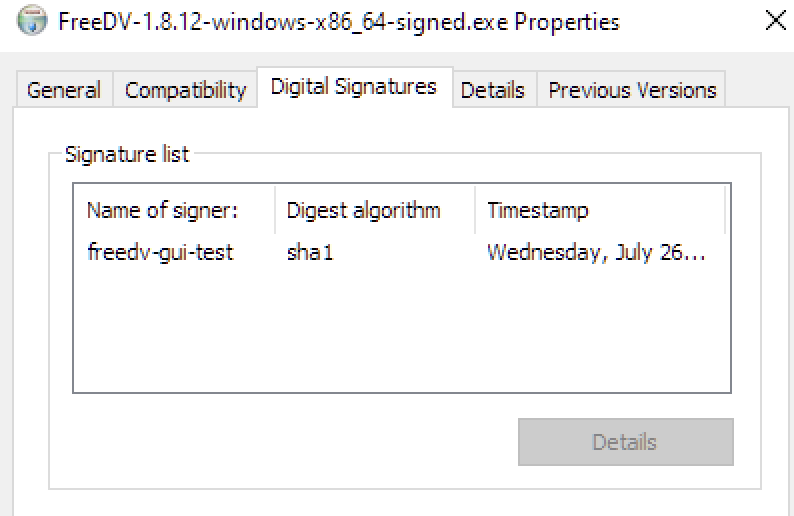 FreeDV-1.8.12-windows-x86_64-signed.exe Properties
General Compatibility Digital Signatures Details Previous Versions
Signature list
Name of signer: Digest algorithm Timestamp
freedv-gui-test sha1 Wednesday, July 26...
Details